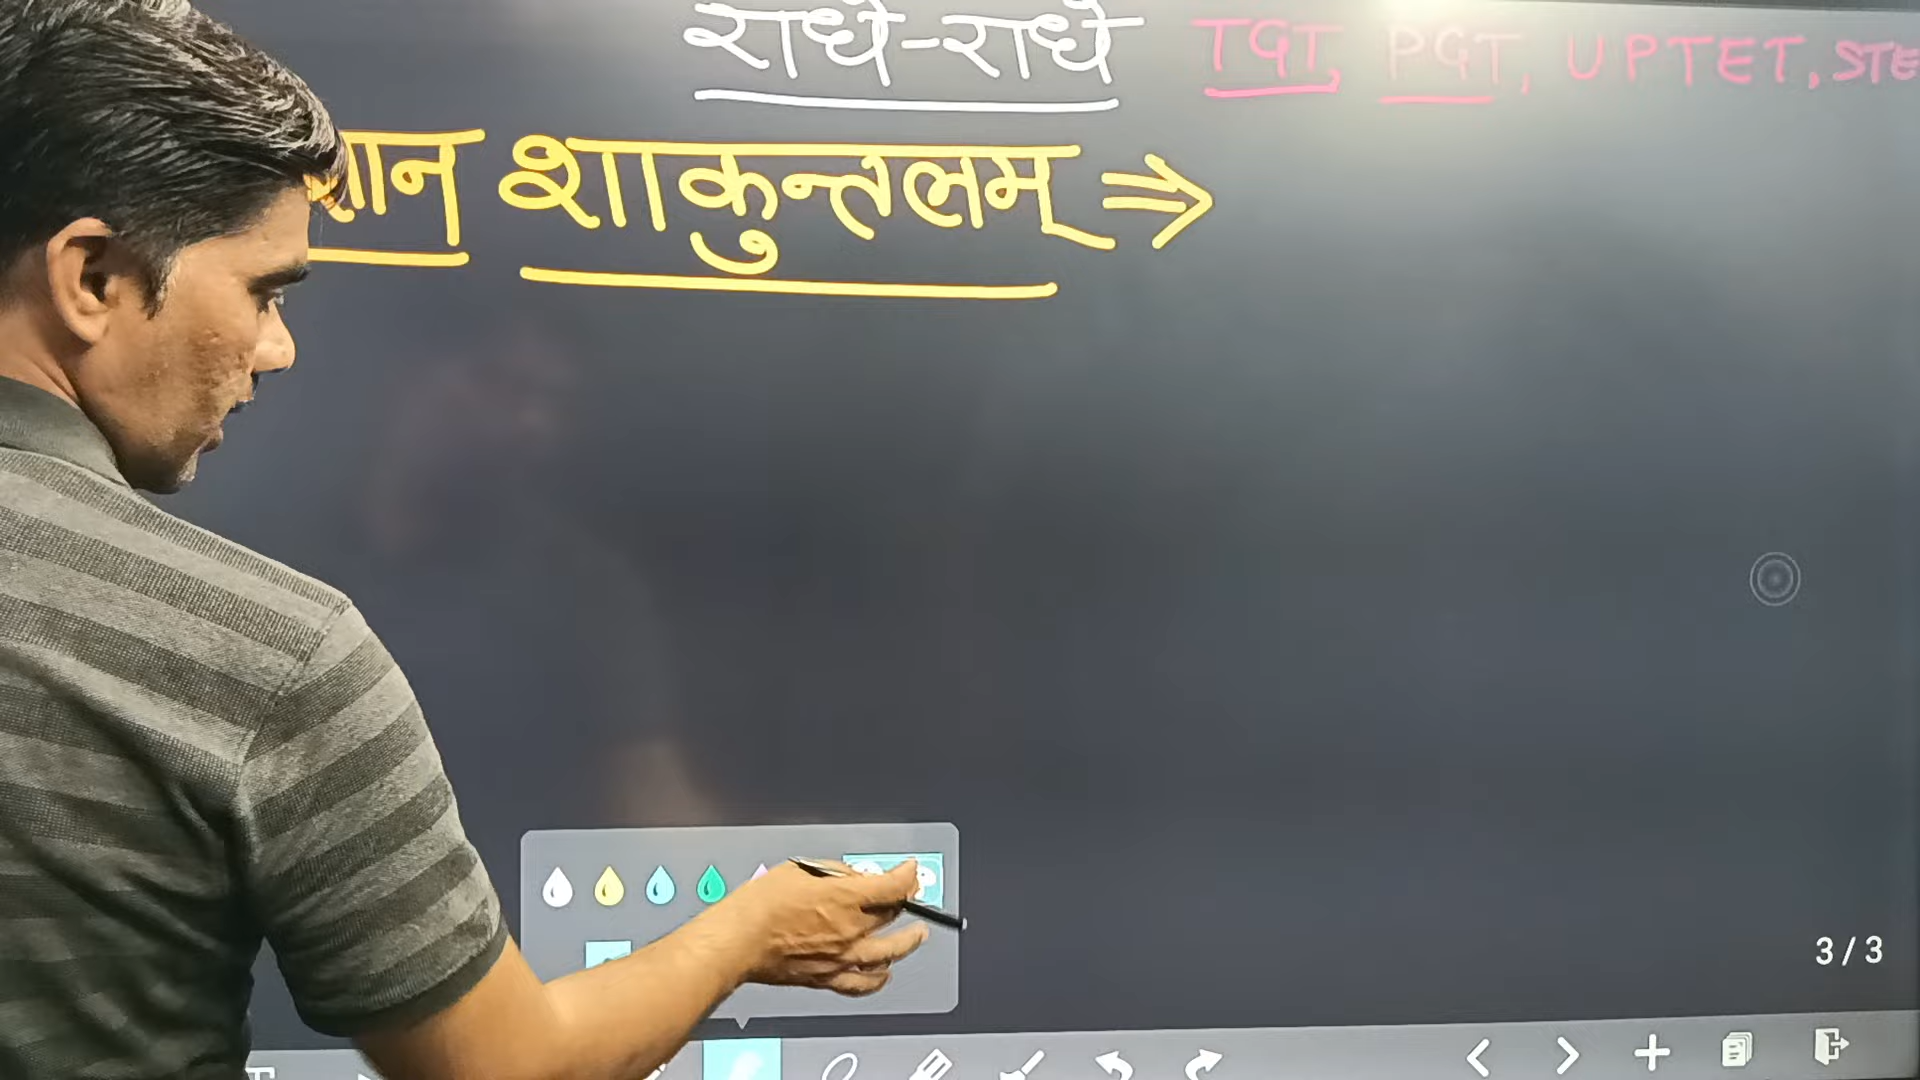 राधे-राधे TGT, PGT, UPTET, STE
शाकुन्तलम् ⇒
3/3